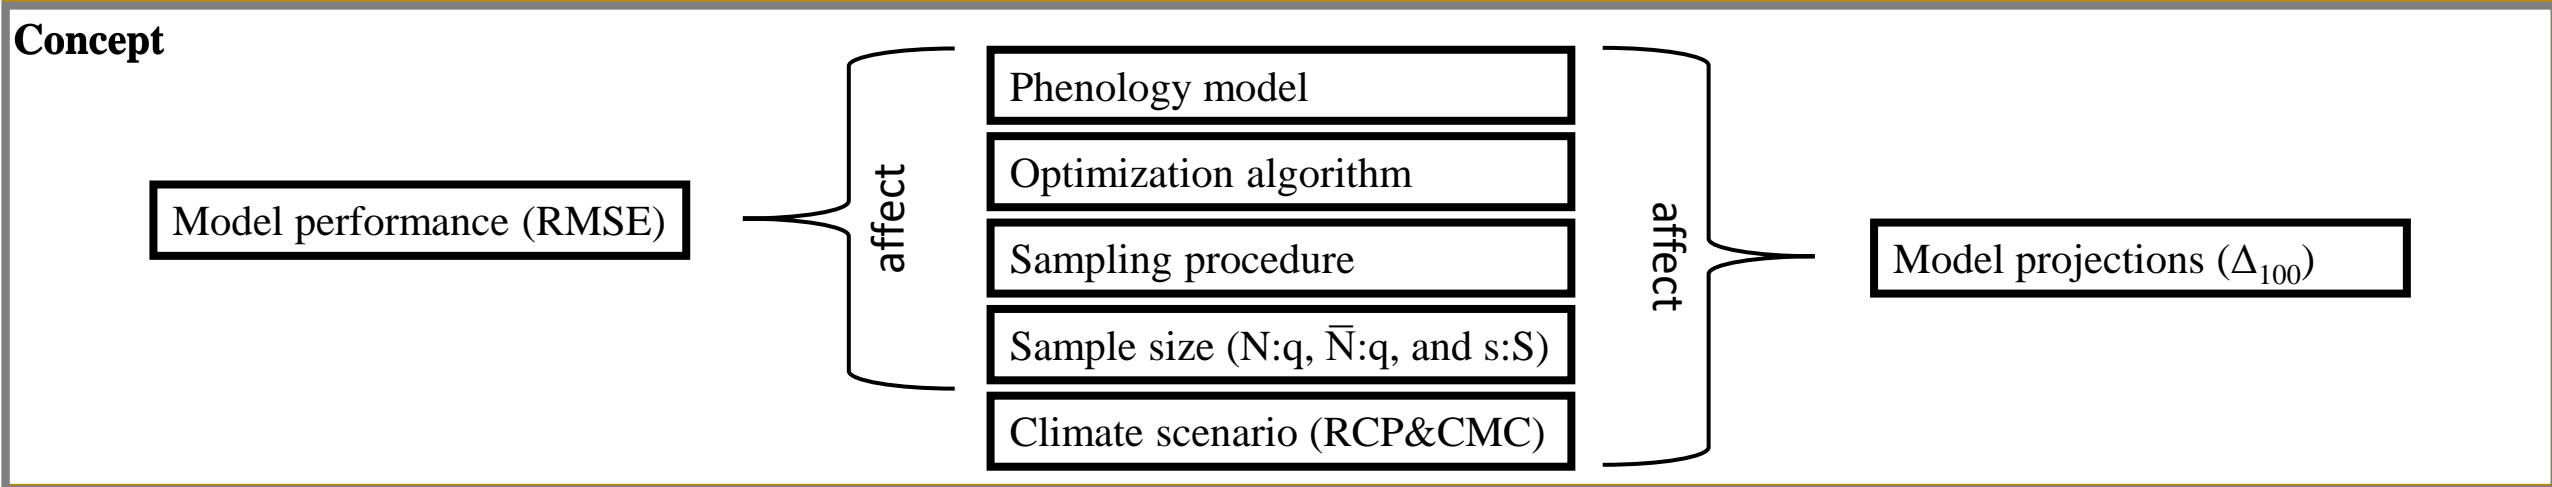 Concept
Model performance (RMSE)
affect
Phenology model
Optimization algorithm
Sampling procedure
Sample size (N:q, N̅:q, and s:S)
Climate scenario (RCP&CMC)
affect
Model projections (Δ₁₀₀)